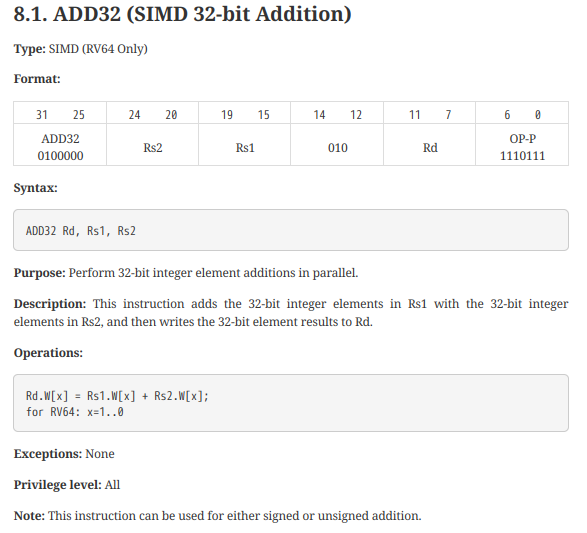 8.1. ADD32 (SIMD 32-bit Addition)
Type: SIMD (RV64 Only)
Format:
31 25 24 20 19 15 14 12 11 7 6 0
ADD32 0100000 Rs2 Rs1 010 Rd OP-P 1110111
Syntax:
ADD32 Rd, Rs1, Rs2
Purpose: Perform 32-bit integer element additions in parallel.
Description: This instruction adds the 32-bit integer elements in Rs1 with the 32-bit integer
elements in Rs2, and then writes the 32-bit element results to Rd.
Operations:
Rd.W[x] = Rs1.W[x] + Rs2.W[x];
for RV64: x=1..0
Exceptions: None
Privilege level: All
Note: This instruction can be used for either signed or unsigned addition.